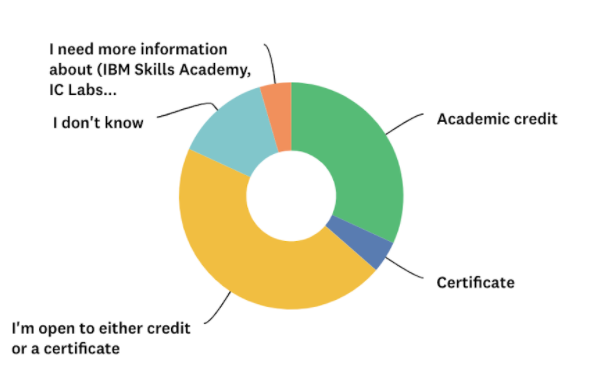 I need more information
about (IBM Skills Academy,
IC Labs...
I don't know
Academic credit
Certificate
I'm open to either credit
or a certificate